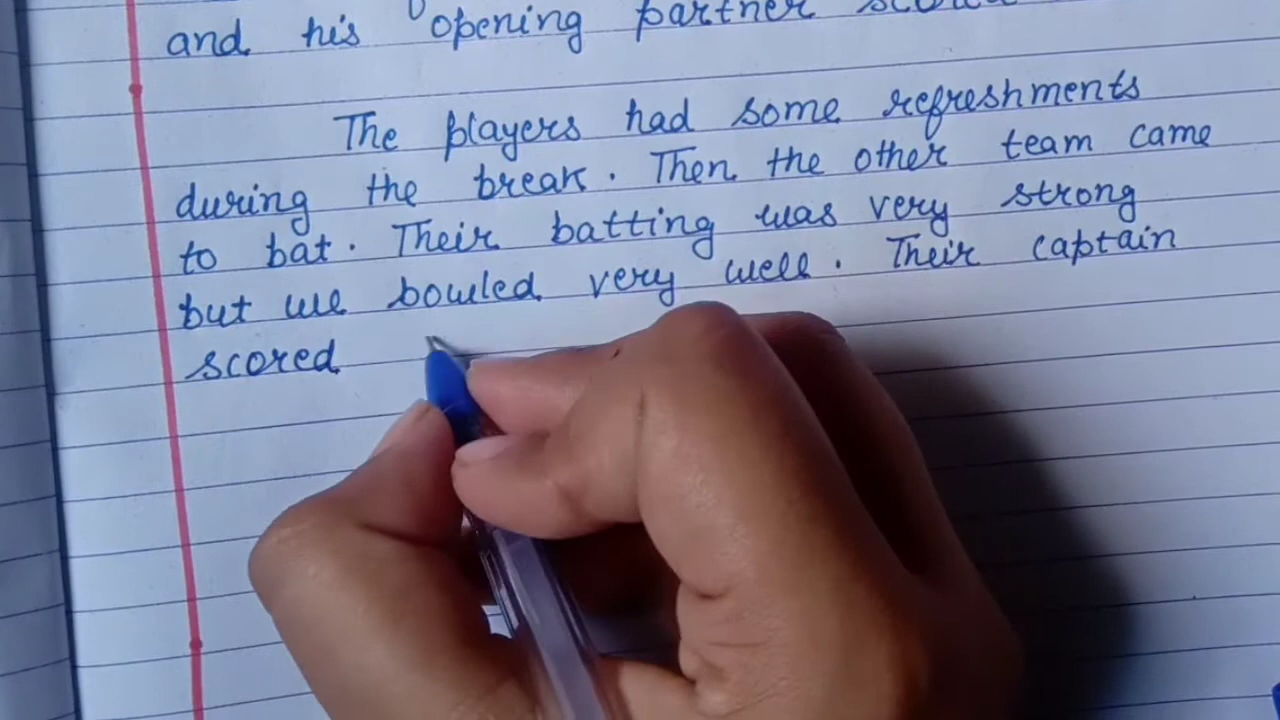 and his opening partner scored
The players had some refreshments
during the break. Then the other team came
to bat. Their batting was very strong
but we bowled very well. Their captain
scored